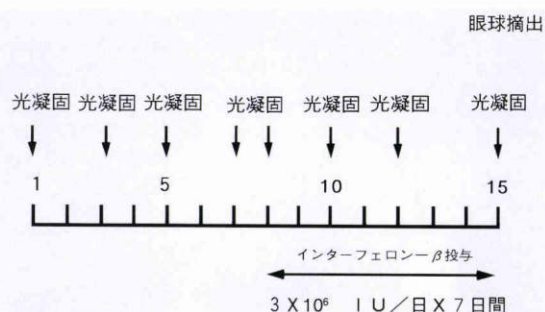 眼球摘出
光凝固 光凝固 光凝固 光凝固 光凝固 光凝固 光凝固
1 5 10 15
インターフェロンーβ投与
3 X 10⁶ IU/日 X 7日間